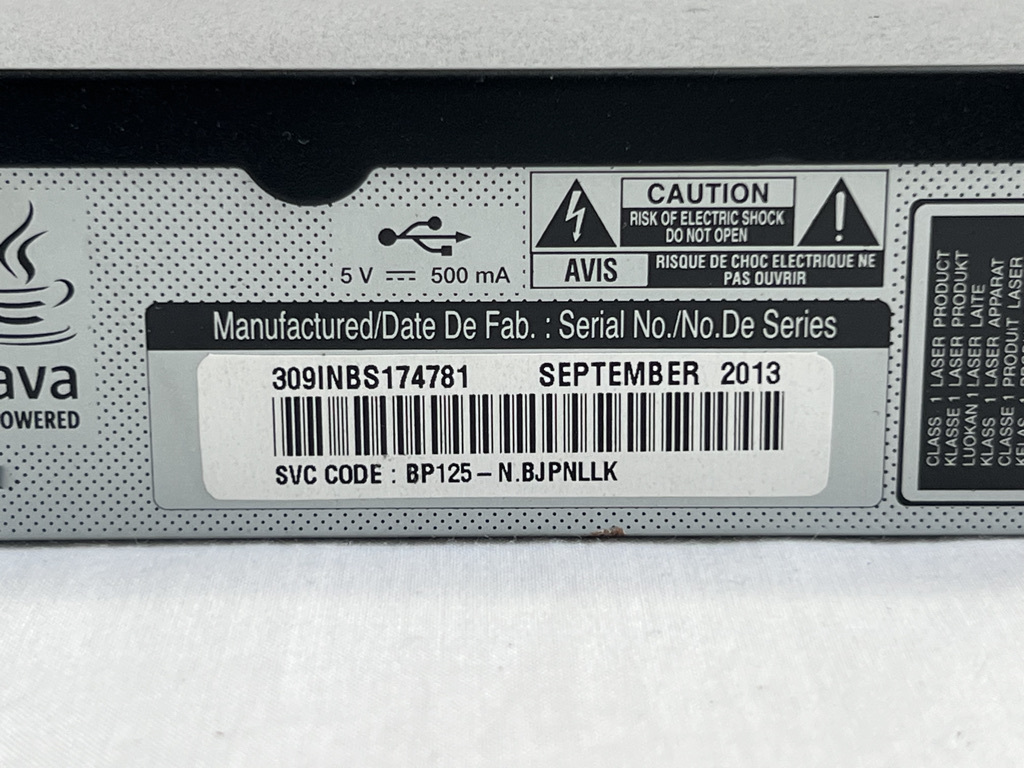 ava
OWERED
5 V 500 mA
CAUTION
RISK OF ELECTRIC SHOCK
DO NOT OPEN
AVIS
RISQUE DE CHOC ELECTRIQUE NE
PAS OUVRIR
Manufactured/Date De Fab. : Serial No./No.De Series
309INBS174781 SEPTEMBER 2013
SVC CODE : BP125-N.BJPNLLK
CLASS 1 LASER PRODUCT
KLASSE 1 LASER PRODUKT
LUOKAN 1 LASER LAITE
KLASS 1 LASER APPARAT
CLASSE 1 PRODUIT LASER